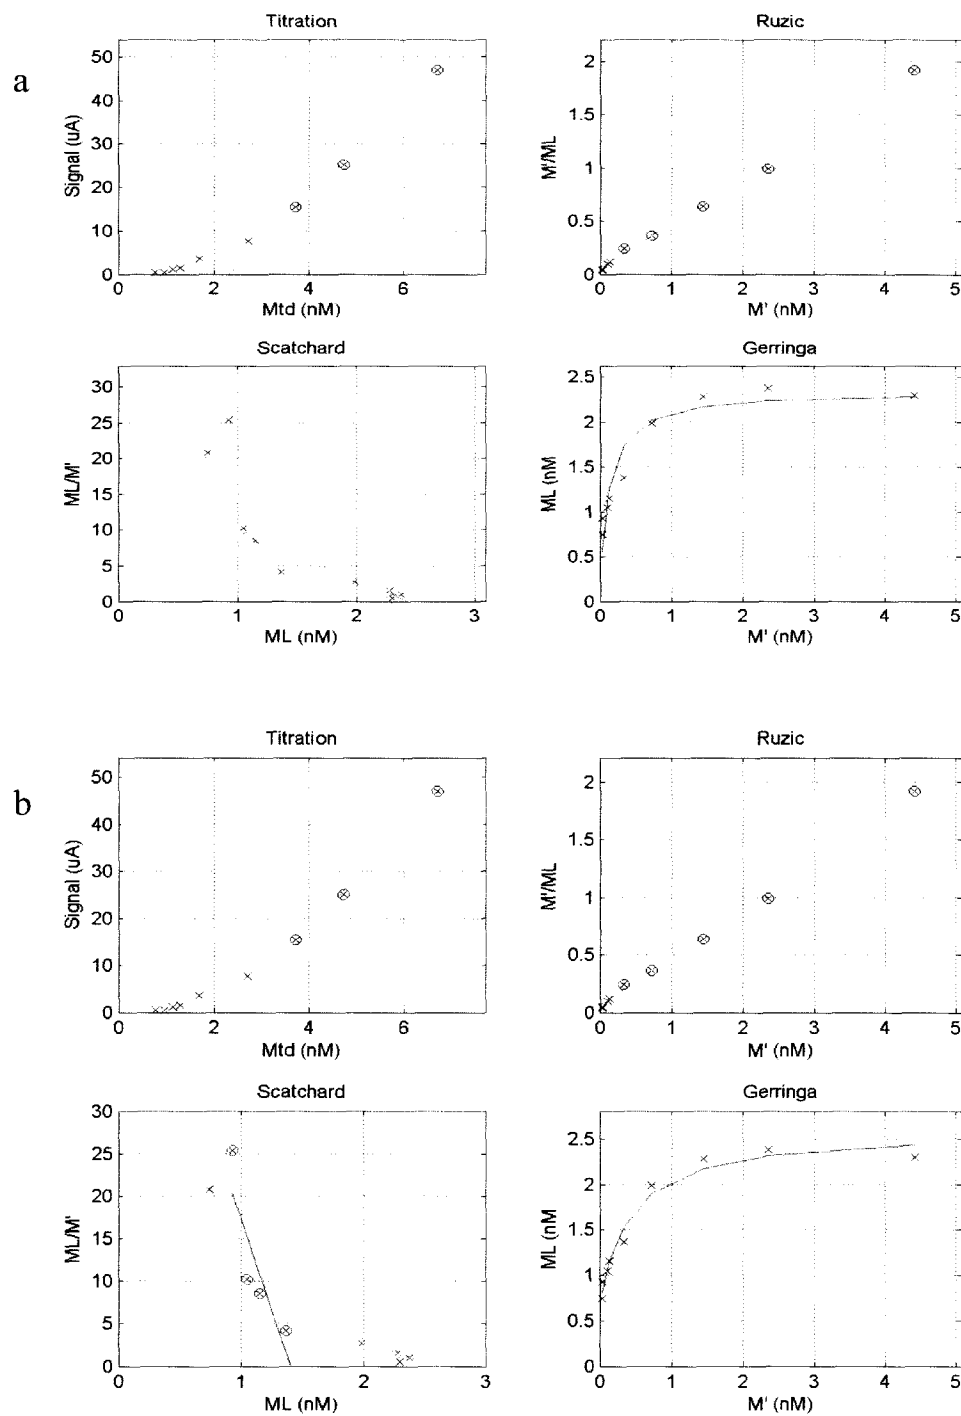 a
Titration
Signal (uA)
50
40
30
20
10
0
0 2 4 6
Mtd (nM)
Ruzic
M'/ML
2
1.5
1
0.5
0
0 1 2 3 4 5
M' (nM)
Scatchard
ML/M'
30
25
20
15
10
5
0
0 1 2 3
ML (nM)
Gerringa
ML (nM
2.5
2
1.5
1
0.5
0
0 1 2 3 4 5
M' (nM)
b
Titration
Signal (uA)
50
40
30
20
10
0
0 2 4 6
Mtd (nM)
Ruzic
M'/ML
2
1.5
1
0.5
0
0 1 2 3 4 5
M' (nM)
Scatchard
ML/M'
30
25
20
15
10
5
0
0 1 2 3
ML (nM)
Gerringa
ML (nM
2.5
2
1.5
1
0.5
0
0 1 2 3 4 5
M' (nM)